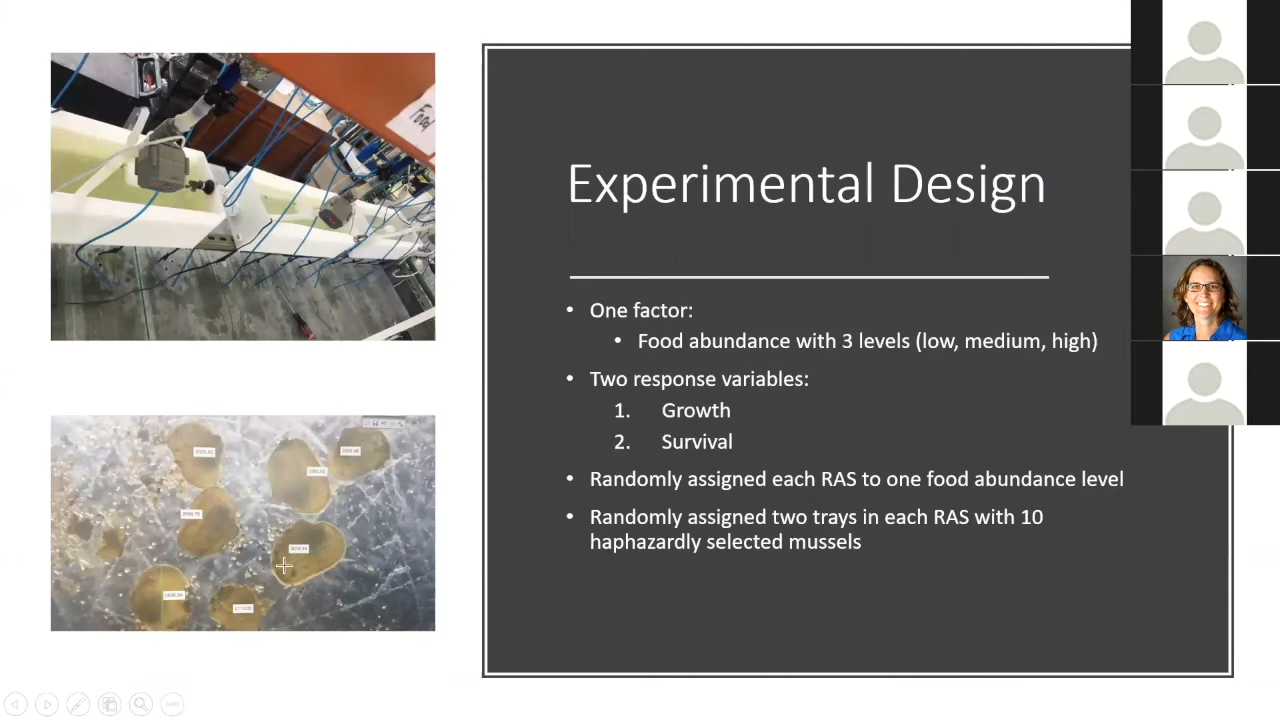 Food
Experimental Design
• One factor:
• Food abundance with 3 levels (low, medium, high)
• Two response variables:
1. Growth
2. Survival
• Randomly assigned each RAS to one food abundance level
• Randomly assigned two trays in each RAS with 10
haphazardly selected mussels